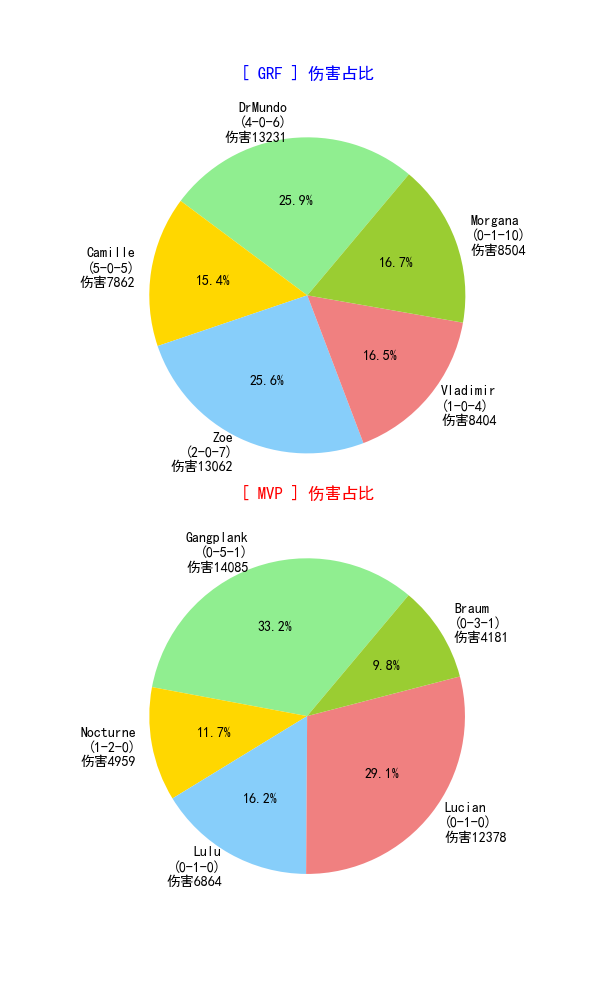 [ GRF ] 伤害占比
DrMundo
(4-0-6)
伤害13231
25.9%
Morgana
(0-1-10)
伤害8504
16.7%
Camille
(5-0-5)
伤害7862
15.4%
Vladimir
(1-0-4)
伤害8404
16.5%
Zoe
(2-0-7)
伤害13062
25.6%
[ MVP ] 伤害占比
Gangplank
(0-5-1)
伤害14085
33.2%
Braum
(0-3-1)
伤害4181
9.8%
Nocturne
(1-2-0)
伤害4959
11.7%
Lucian
(0-1-0)
伤害12378
29.1%
Lulu
(0-1-0)
伤害6864
16.2%